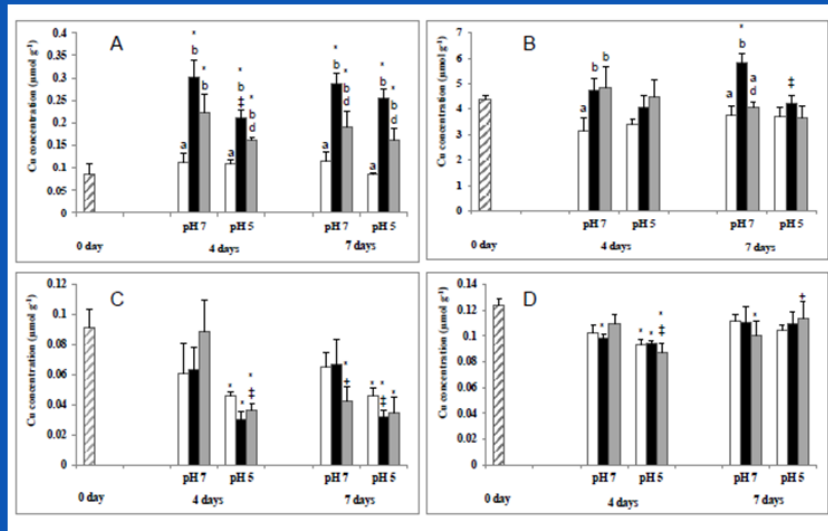 A
Cu concentration (µmol g⁻¹)
0.4
0.35
0.3
0.25
0.2
0.15
0.1
0.05
0
a
* b
* b
a
* b ‡
* b d
a
* b
* b d
a
* b
* b d
pH 7 pH 5 pH 7 pH 5
0 day 4 days 7 days
B
Cu concentration (µmol g⁻¹)
7
6
5
4
3
2
1
0
a
b
b
a
* b
a d
‡
pH 7 pH 5 pH 7 pH 5
0 day 4 days 7 days
C
Cu concentration (µmol g⁻¹)
0.12
0.1
0.08
0.06
0.04
0.02
0
*
*
* ‡
* ‡
*
* ‡
*
pH 7 pH 5 pH 7 pH 5
0 day 4 days 7 days
D
Cu concentration (µmol g⁻¹)
0.14
0.12
0.1
0.08
0.06
0.04
0.02
0
*
*
*
* ‡
*
‡
pH 7 pH 5 pH 7 pH 5
0 day 4 days 7 days